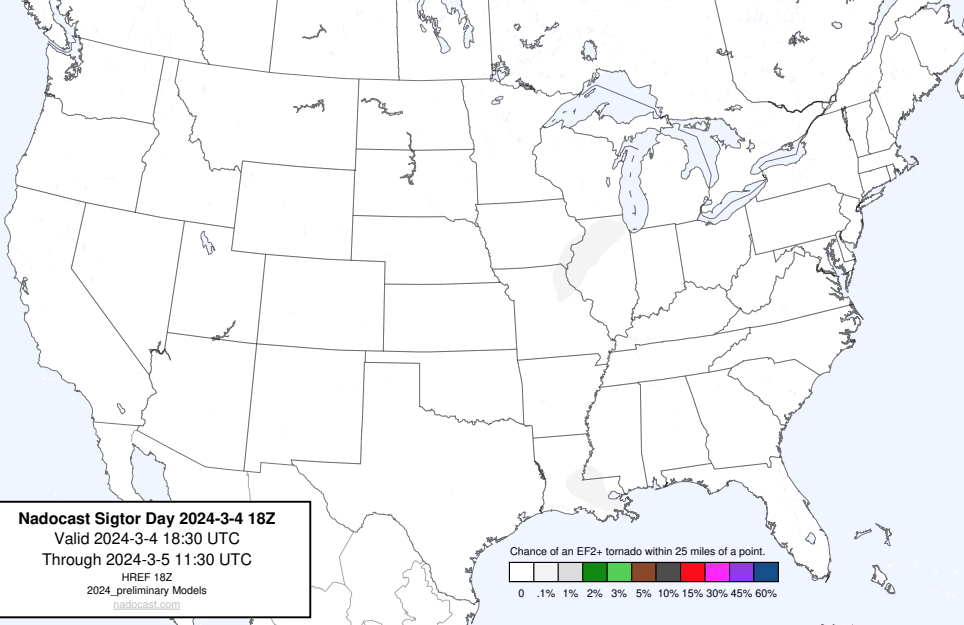 Nadocast Sigtor Day 2024-3-4 18Z
Valid 2024-3-4 18:30 UTC
Through 2024-3-5 11:30 UTC
HREF 18Z
2024_preliminary Models
nadocast.com
Chance of an EF2+ tornado within 25 miles of a point.
0 .1% 1% 2% 3% 5% 10% 15% 30% 45% 60%